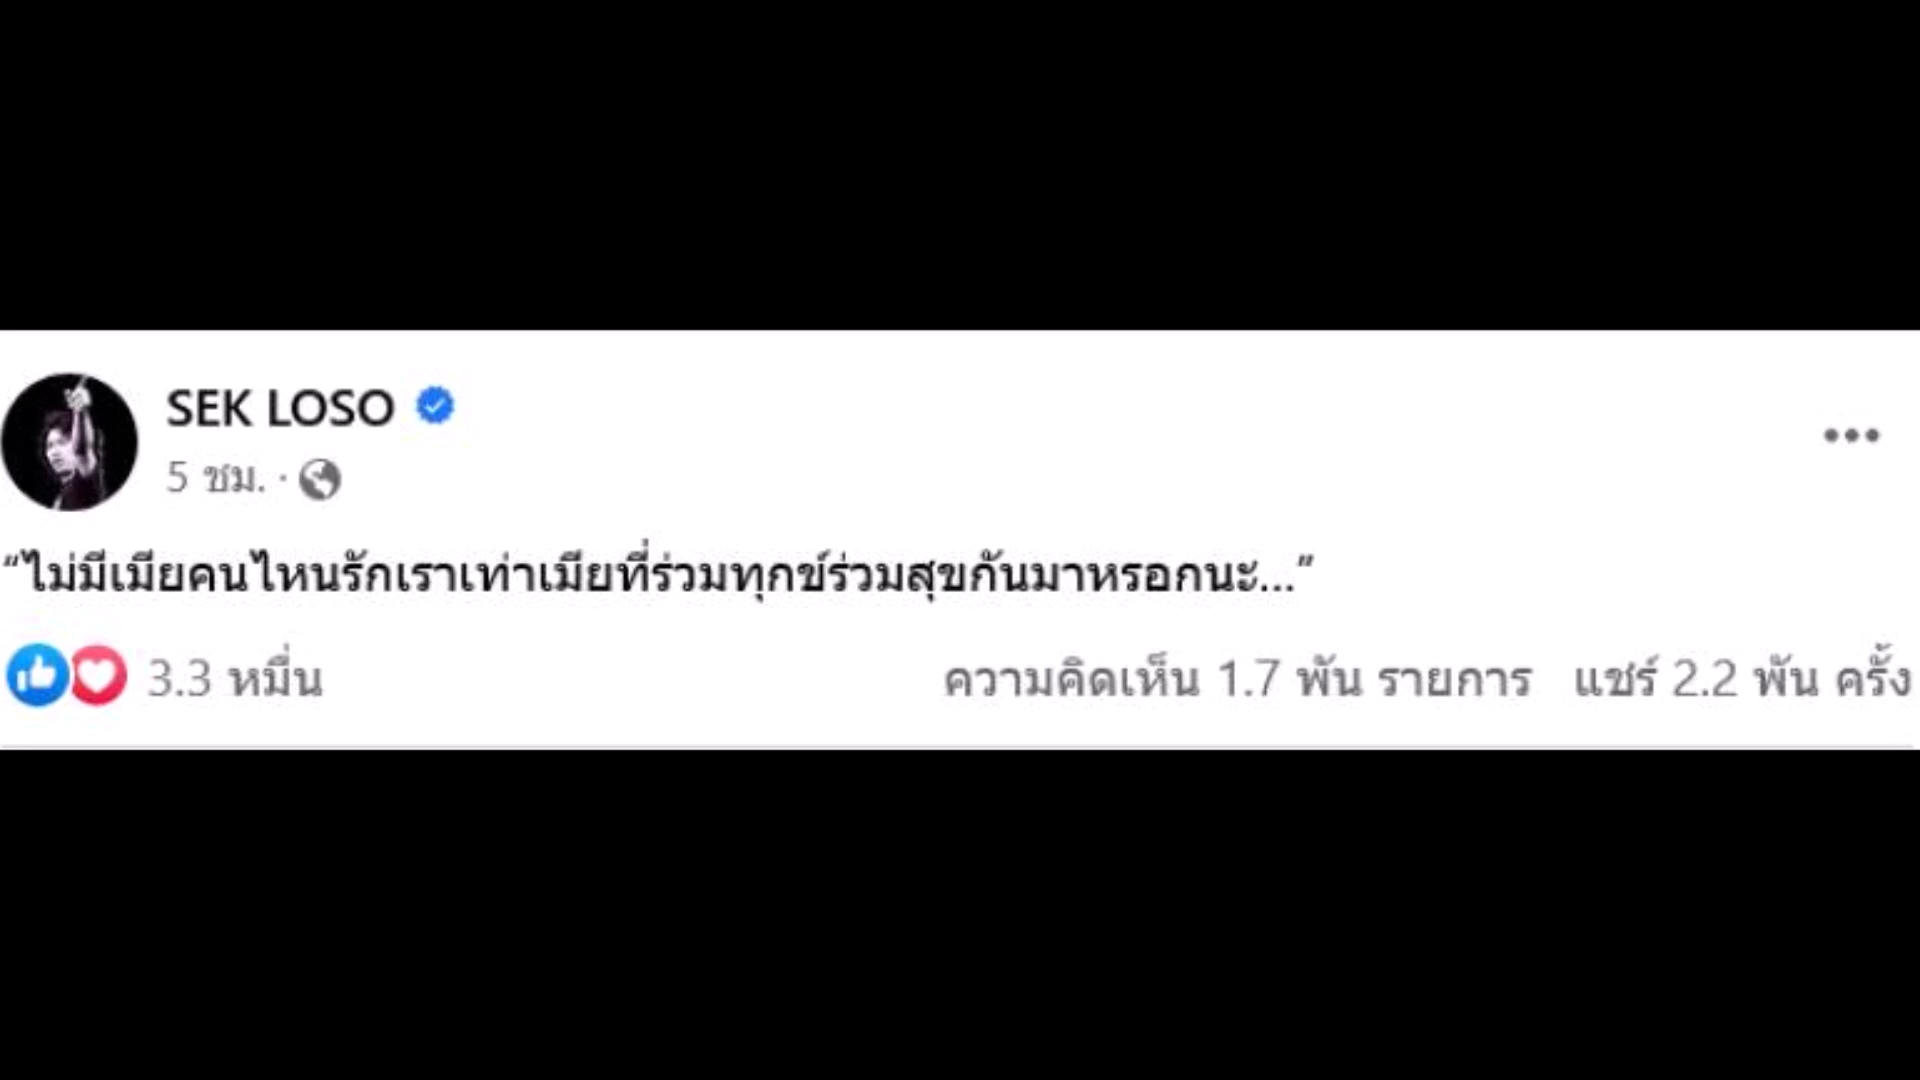 SEK LOSO
5 ชม. ·
“ไม่มีเมียคนไหนรักเราเท่าเมียที่ร่วมทุกข์ร่วมสุขกันมาหรอกนะ...”
3.3 หมื่น ความคิดเห็น 1.7 พัน รายการ แชร์ 2.2 พัน ครั้ง